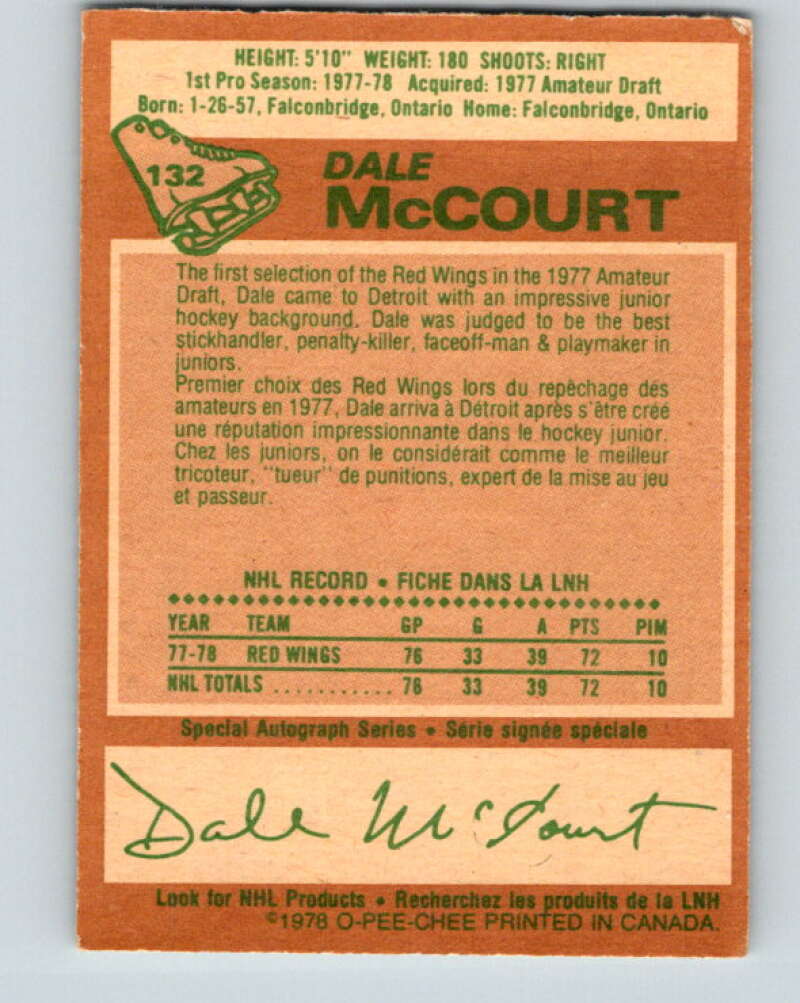 HEIGHT: 5'10" WEIGHT: 180 SHOOTS: RIGHT
1st Pro Season: 1977-78 Acquired: 1977 Amateur Draft
Born: 1-26-57, Falconbridge, Ontario Home: Falconbridge, Ontario
132
DALE
McCOURT
The first selection of the Red Wings in the 1977 Amateur
Draft, Dale came to Detroit with an impressive junior
hockey background. Dale was judged to be the best
stickhandler, penalty-killer, faceoff-man & playmaker in
juniors.
Premier choix des Red Wings lors du repêchage des
amateurs en 1977, Dale arriva à Détroit après s'être créé
une réputation impressionnante dans le hockey junior.
Chez les juniors, on le considérait comme le meilleur
tricoteur, "tueur" de punitions, expert de la mise au jeu
et passeur.
NHL RECORD • FICHE DANS LA LNH
YEAR TEAM GP G A PTS PIM
77-78 RED WINGS 76 33 39 72 10
NHL TOTALS ............ 76 33 39 72 10
Special Autograph Series • Série signée spéciale
Dale McCourt
Look for NHL Products • Recherchez les produits de la LNH
©1978 O-PEE-CHEE PRINTED IN CANADA.